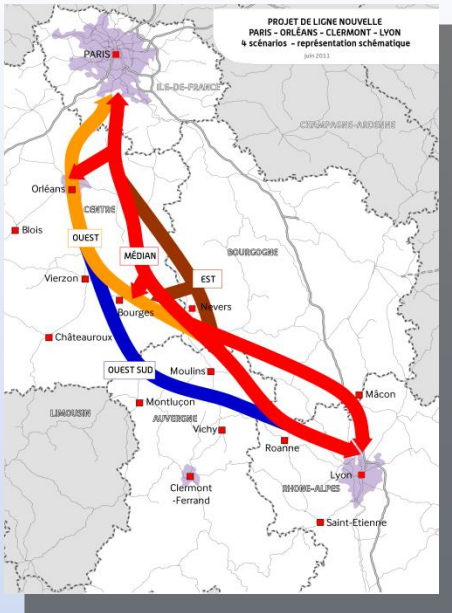 PROJET DE LIGNE NOUVELLE
PARIS - ORLÉANS - CLERMONT - LYON
4 scénarios - représentation schématique
juin 2011
PARIS
ILE-DE-FRANCE
CHAMPAGNE-ARDENNE
Orléans
CENTRE
Blois
OUEST
MÉDIAN
BOURGOGNE
Vierzon
EST
Bourges
Nevers
Châteauroux
OUEST SUD
Moulins
Mâcon
LIMOUSIN
Montluçon
AUVERGNE
Vichy
Roanne
Clermont
-Ferrand
Lyon
RHONE-ALPES
Saint-Etienne